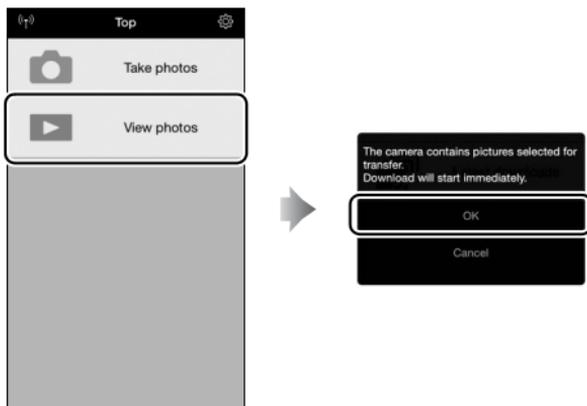 Top
Take photos
View photos
The camera contains pictures selected for
transfer.
Download will start immediately.
OK
Cancel